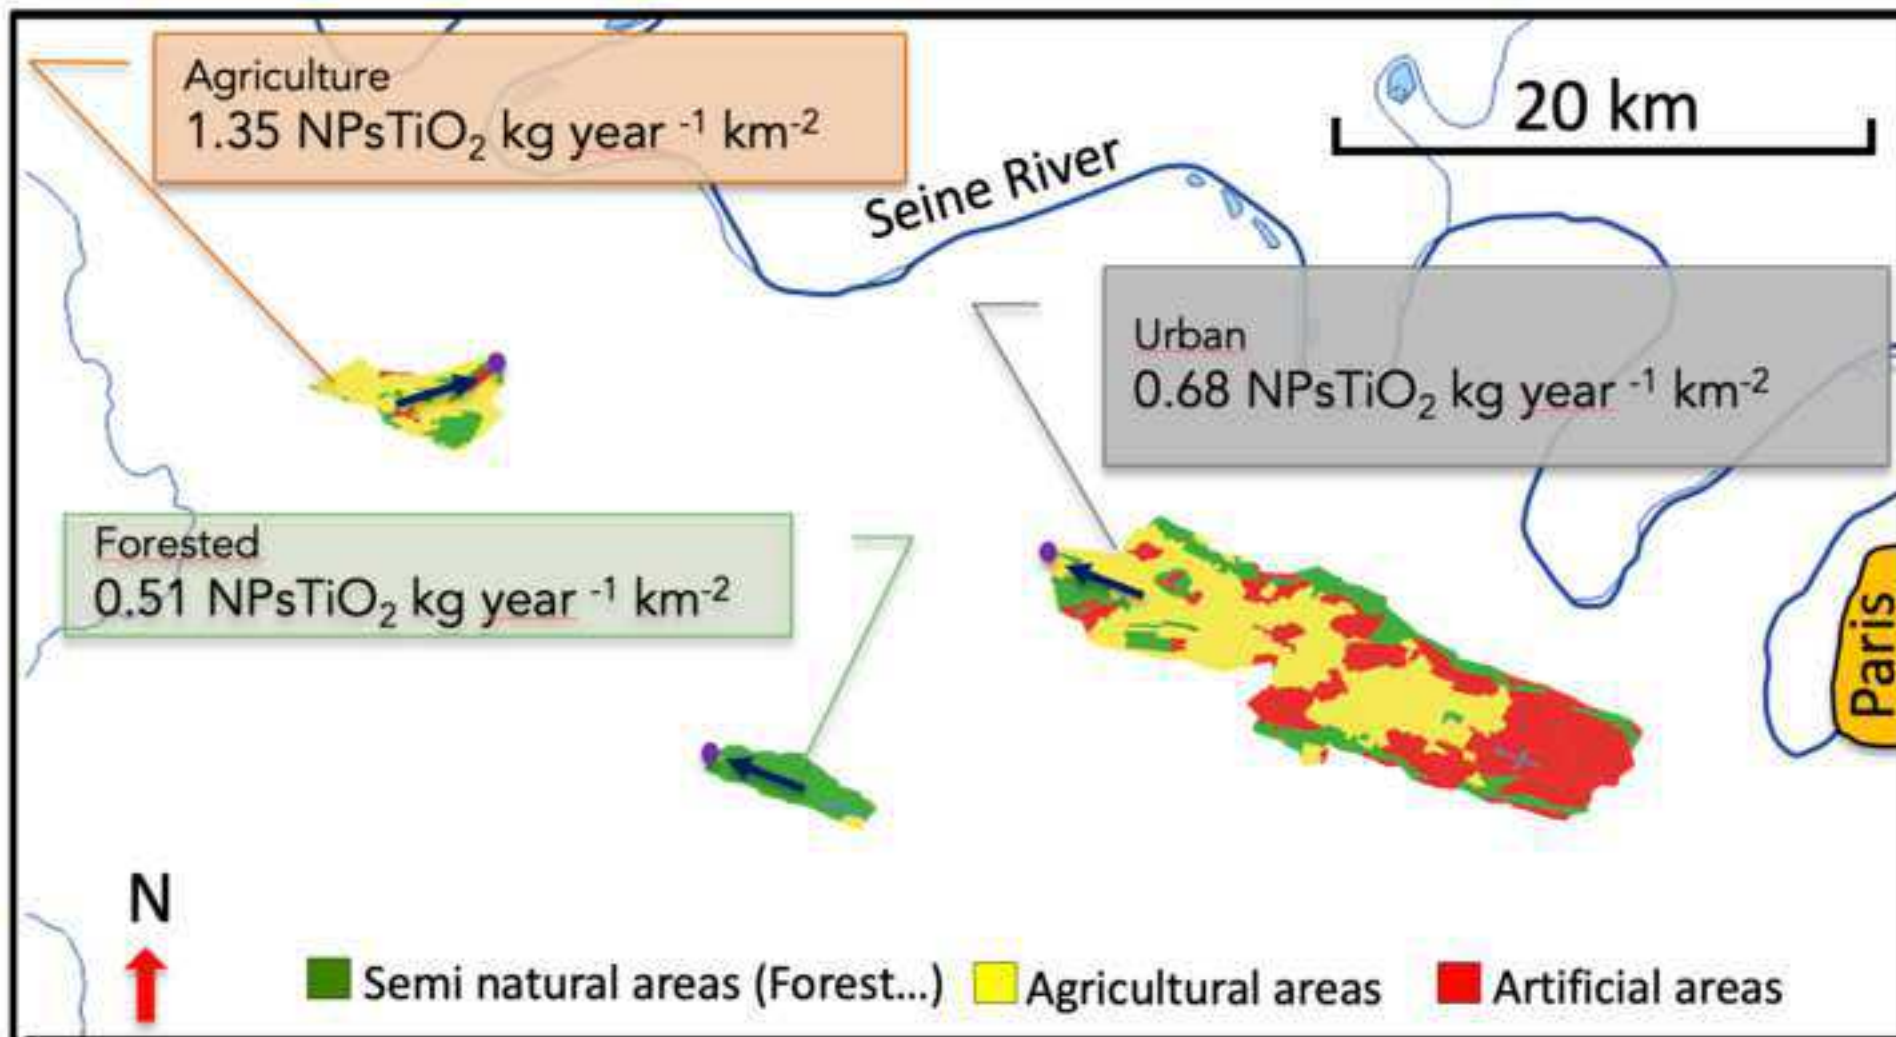 Agriculture
1.35 NPsTiO₂ kg year ⁻¹ km⁻²
20 km
Seine River
Urban
0.68 NPsTiO₂ kg year ⁻¹ km⁻²
Forested
0.51 NPsTiO₂ kg year ⁻¹ km⁻²
Paris
N
Semi natural areas (Forest...)
Agricultural areas
Artificial areas